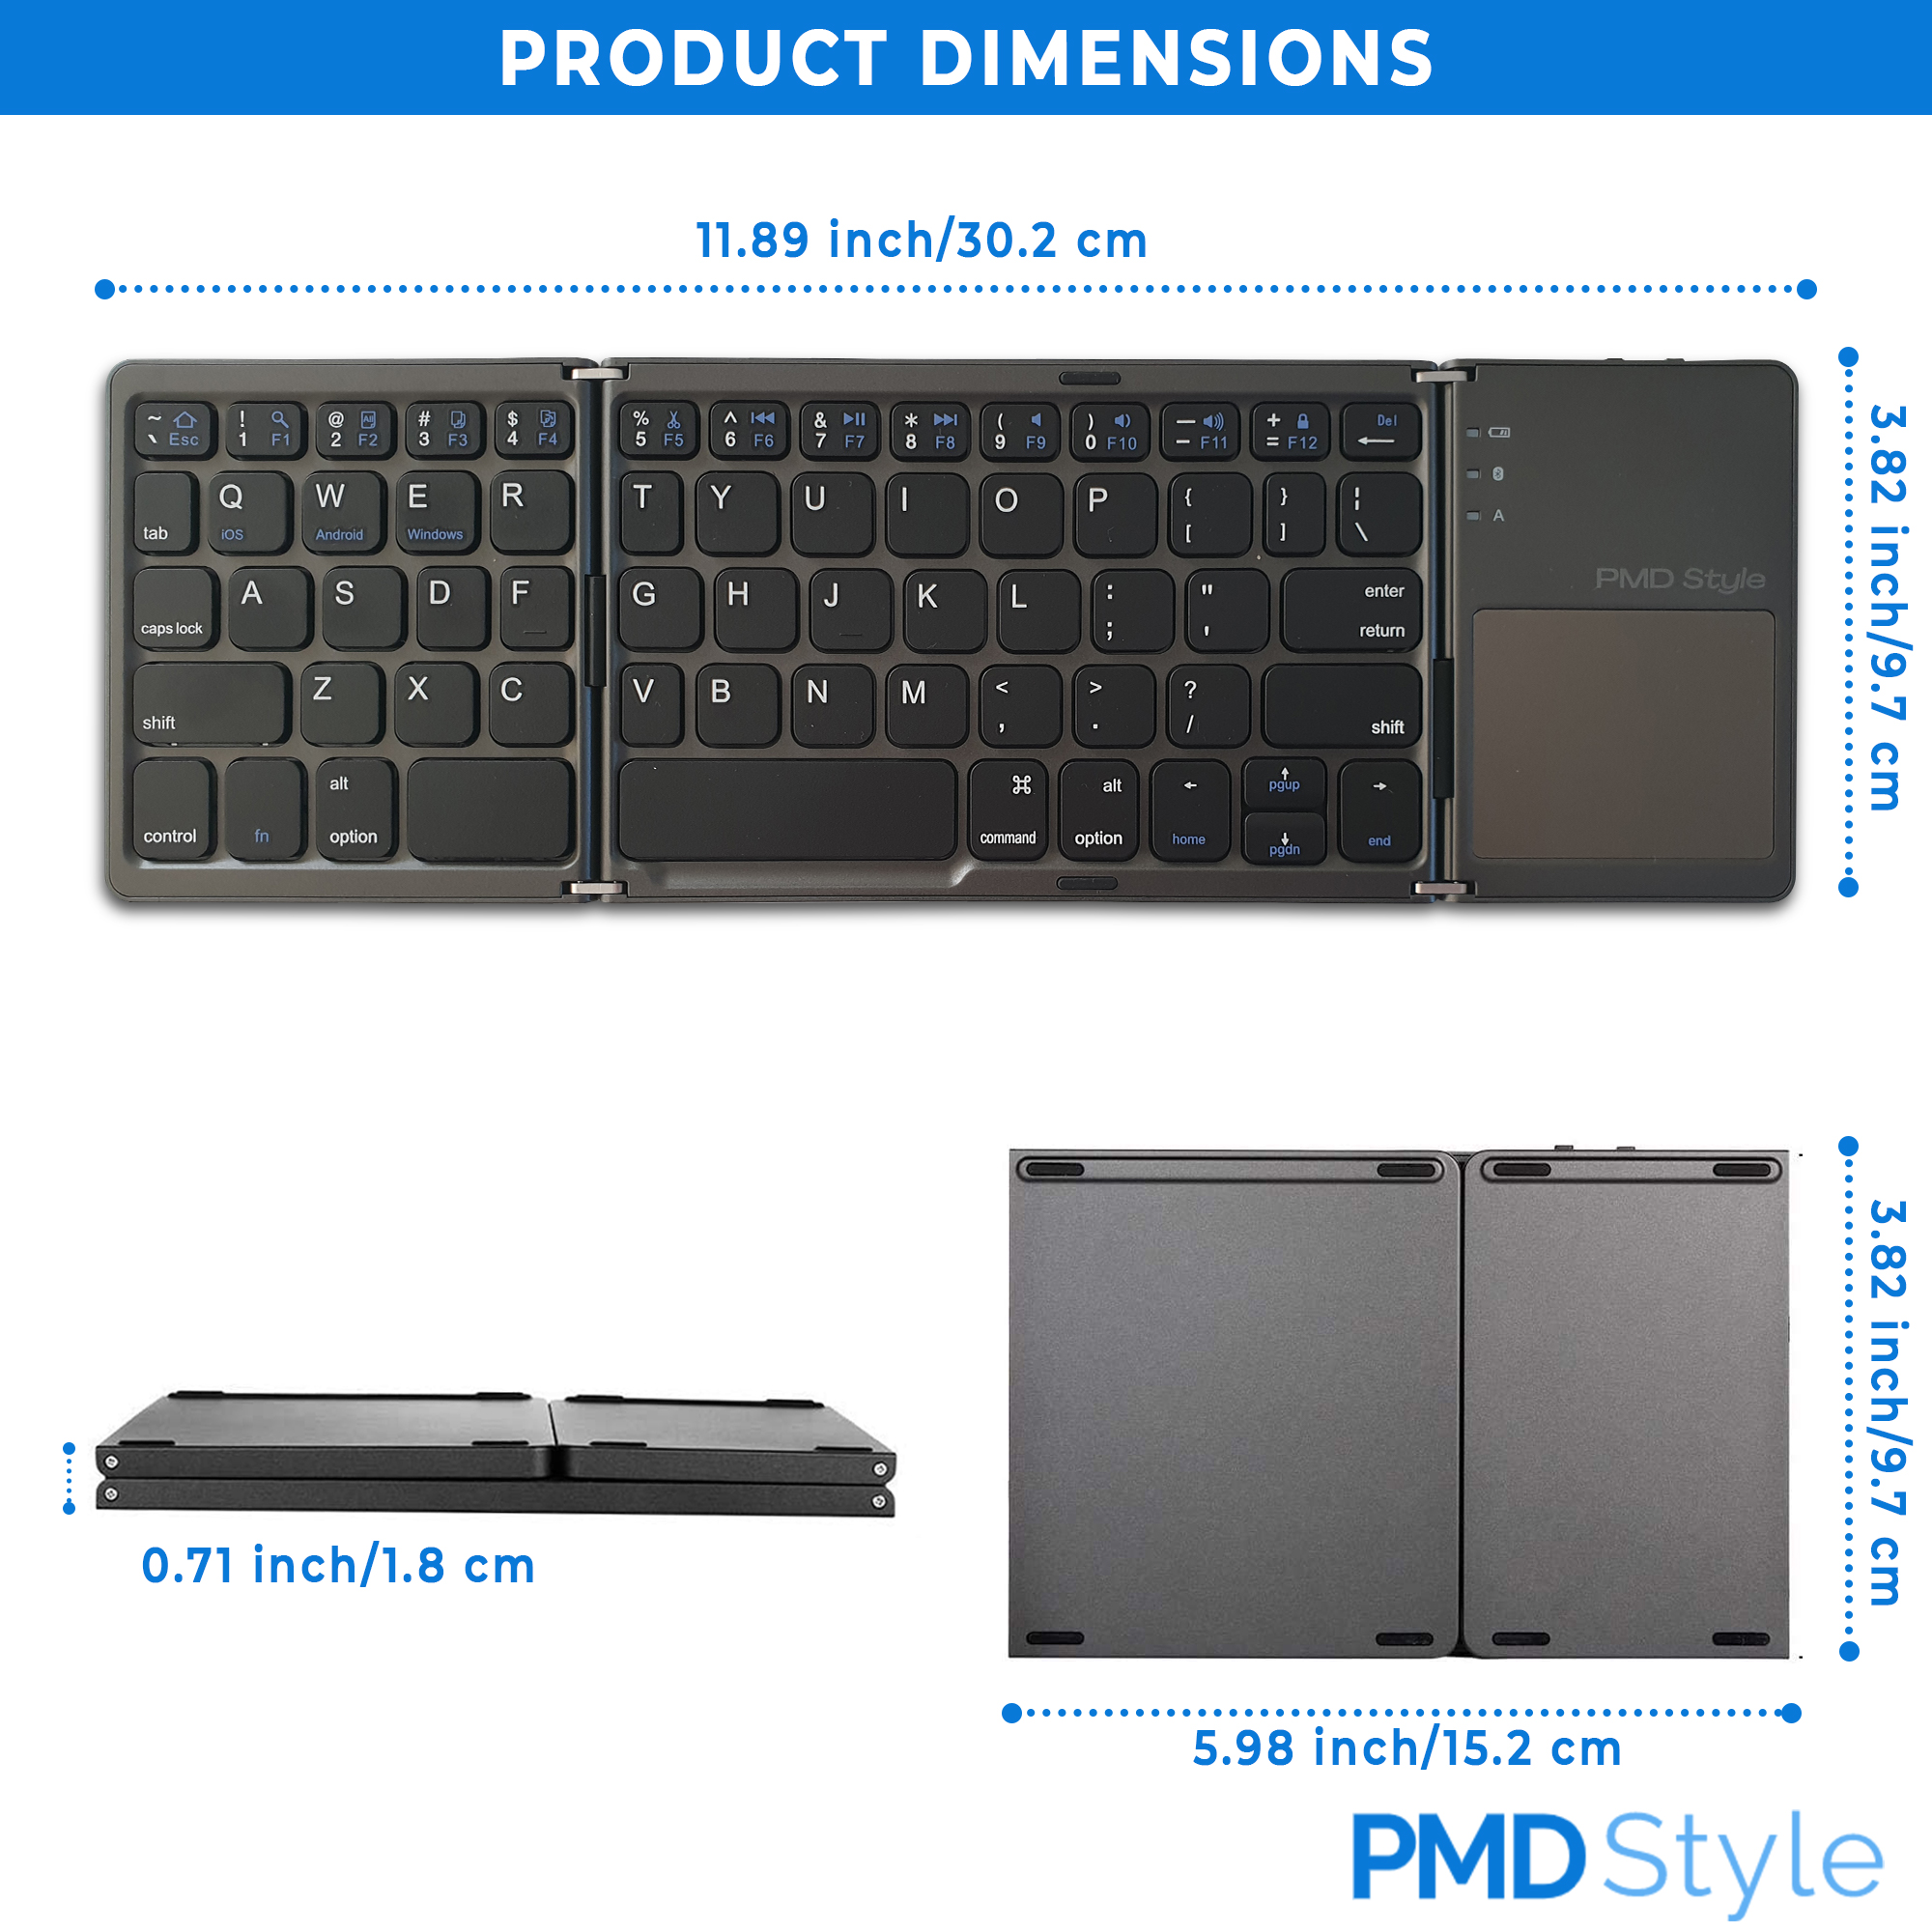 PRODUCT DIMENSIONS
11.89 inch/30.2 cm
3.82 inch/9.7 cm
~ ` Esc ! 1 F1 @ 2 All F2 # 3 F3 $ 4 F4 % 5 F5 ^ 6 F6 & 7 F7 * 8 F8 ( 9 F9 ) 0 F10 — - F11 + = F12 Del ←
tab Q iOS W Android E Windows R T Y U I O P { [ } ] ¦ \
A
caps lock A S D F G H J K L : ; " ' enter return
PMD Style
shift Z X C V B N M < , > . ? / shift
control fn alt option ⌘ command alt option ← home ↑ pgup ↓ pgdn → end
3.82 inch/9.7 cm
0.71 inch/1.8 cm
5.98 inch/15.2 cm
PMD Style